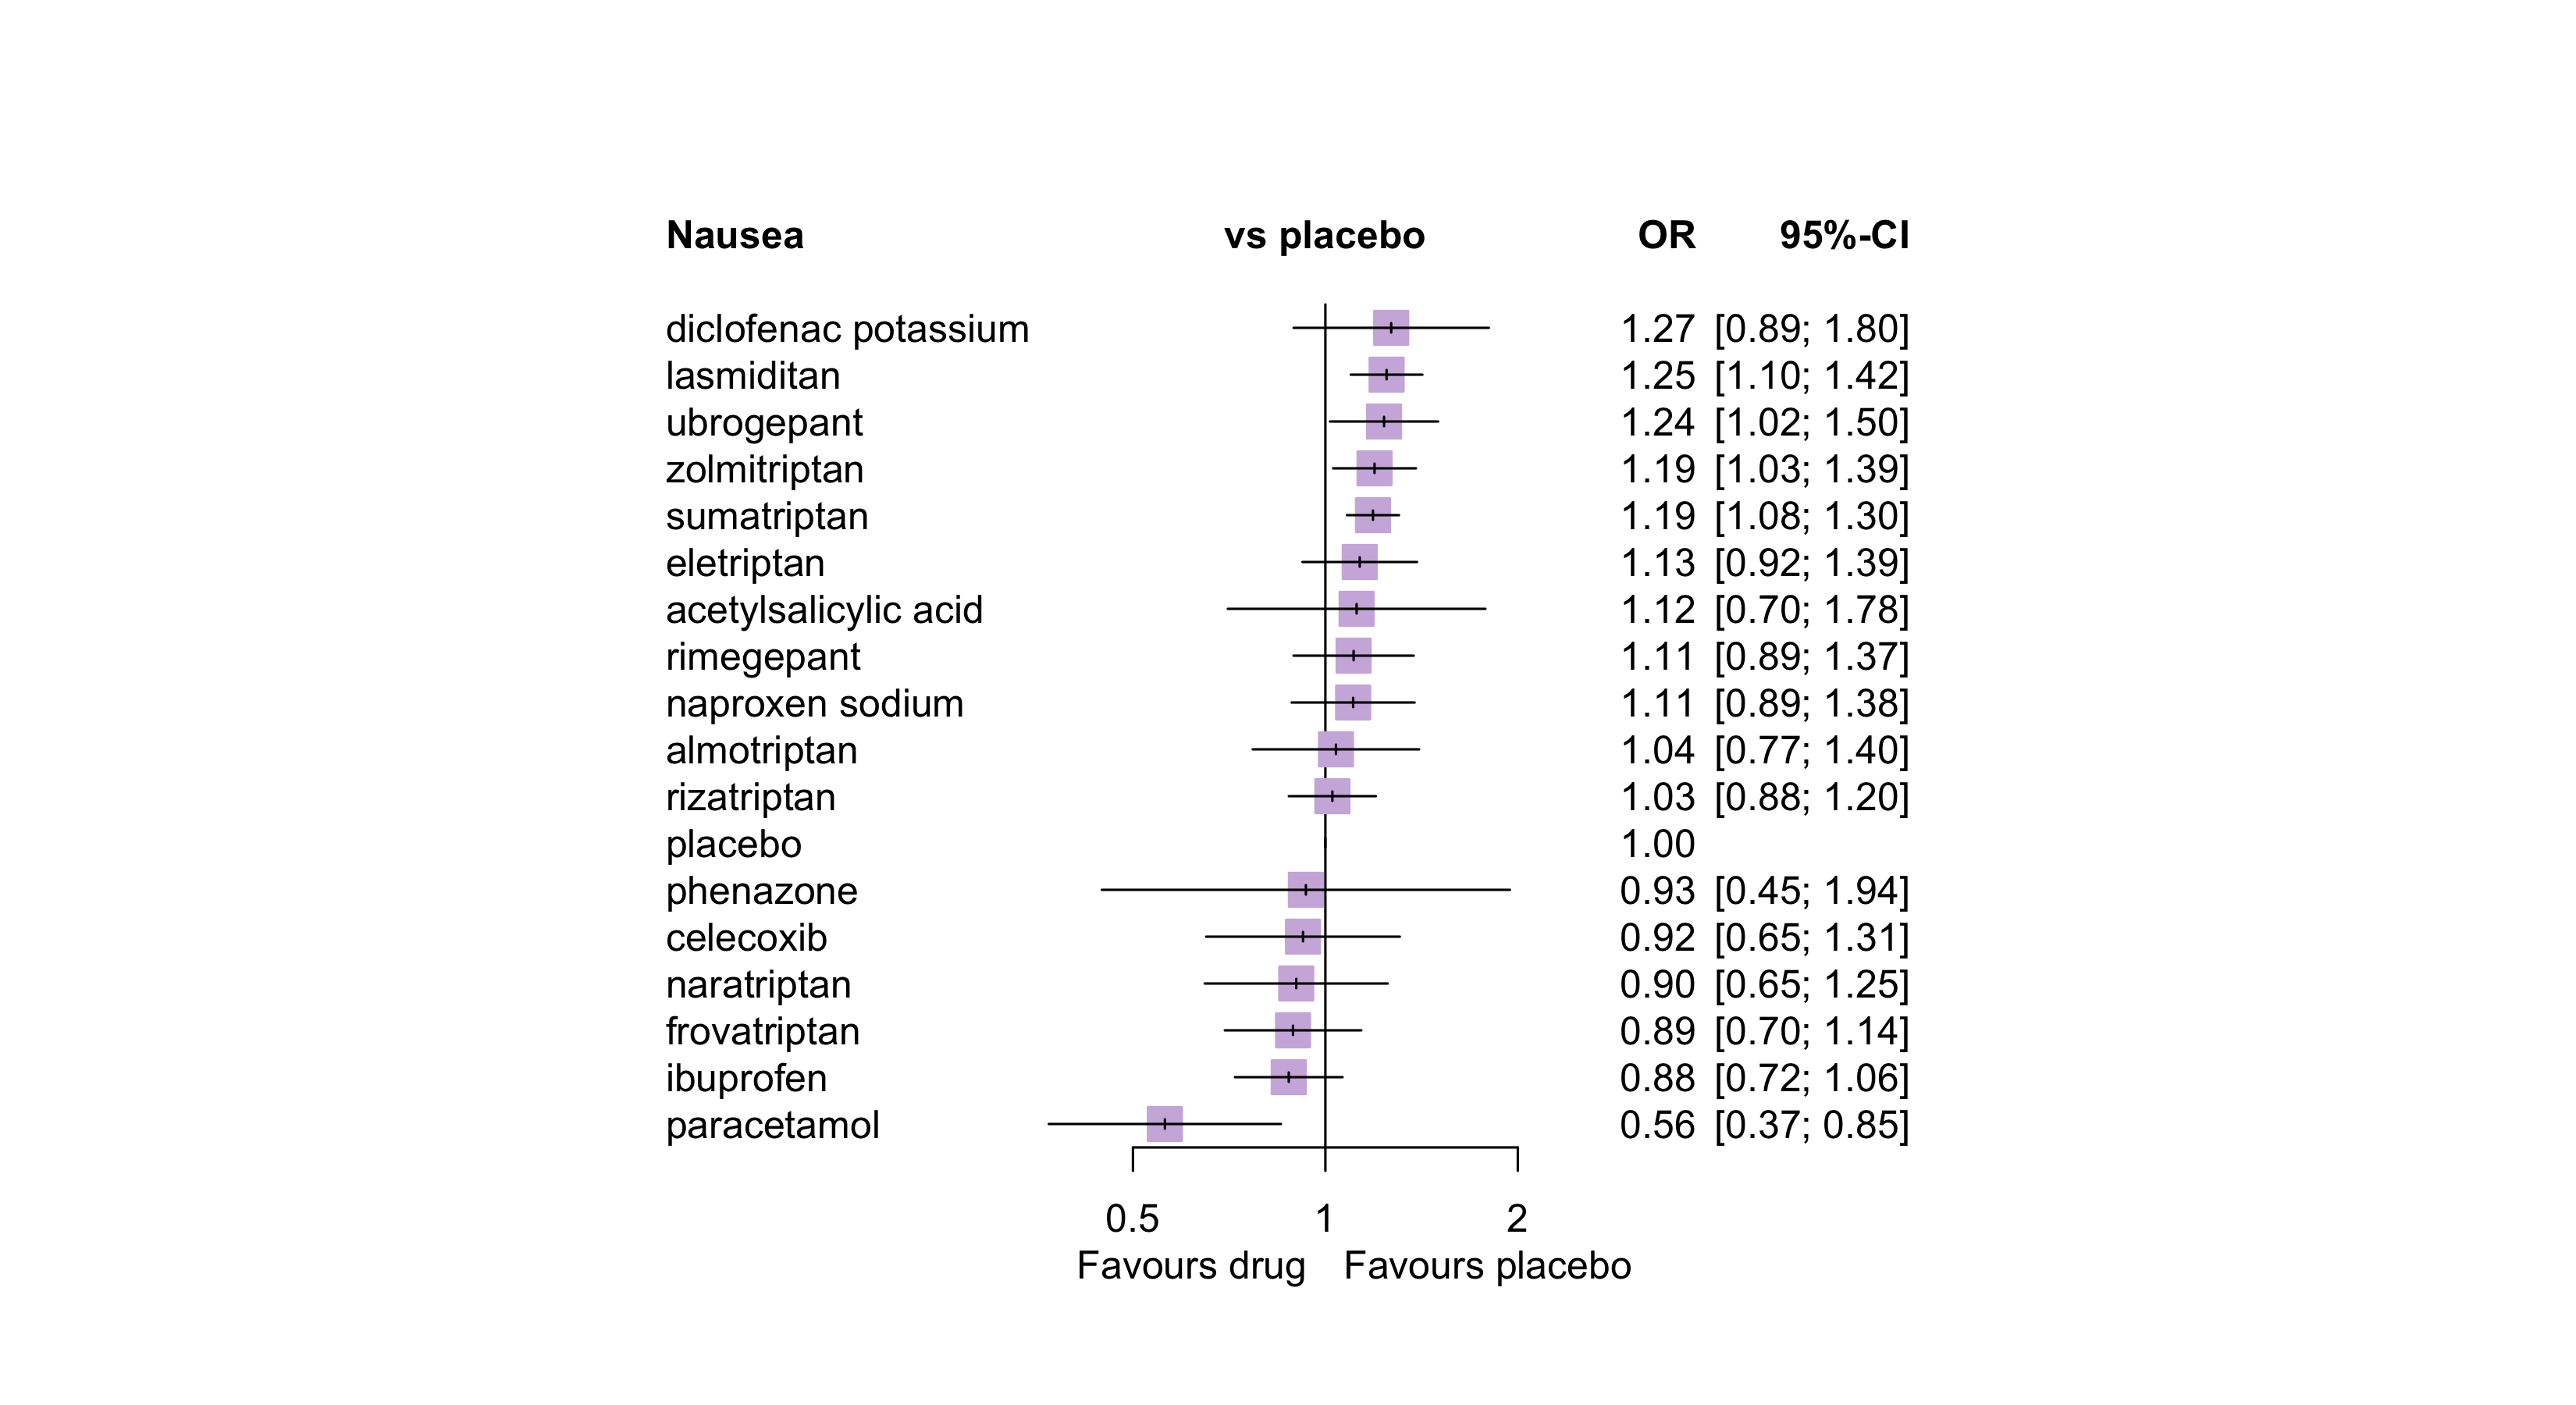 Nausea vs placebo OR 95%-CI
diclofenac potassium 1.27 [0.89; 1.80]
lasmiditan 1.25 [1.10; 1.42]
ubrogepant 1.24 [1.02; 1.50]
zolmitriptan 1.19 [1.03; 1.39]
sumatriptan 1.19 [1.08; 1.30]
eletriptan 1.13 [0.92; 1.39]
acetylsalicylic acid 1.12 [0.70; 1.78]
rimegepant 1.11 [0.89; 1.37]
naproxen sodium 1.11 [0.89; 1.38]
almotriptan 1.04 [0.77; 1.40]
rizatriptan 1.03 [0.88; 1.20]
placebo 1.00
phenazone 0.93 [0.45; 1.94]
celecoxib 0.92 [0.65; 1.31]
naratriptan 0.90 [0.65; 1.25]
frovatriptan 0.89 [0.70; 1.14]
ibuprofen 0.88 [0.72; 1.06]
paracetamol 0.56 [0.37; 0.85]
0.5 1 2
Favours drug Favours placebo